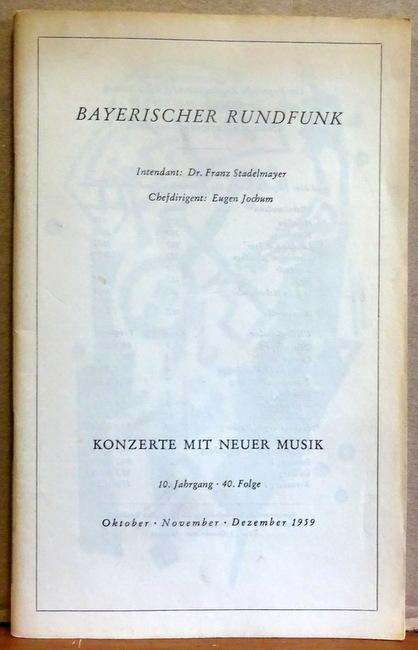 BAYERISCHER RUNDFUNK
Intendant: Dr. Franz Stadelmayer
Chefdirigent: Eugen Jochum
KONZERTE MIT NEUER MUSIK
10. Jahrgang · 40. Folge
Oktober · November · Dezember 1959